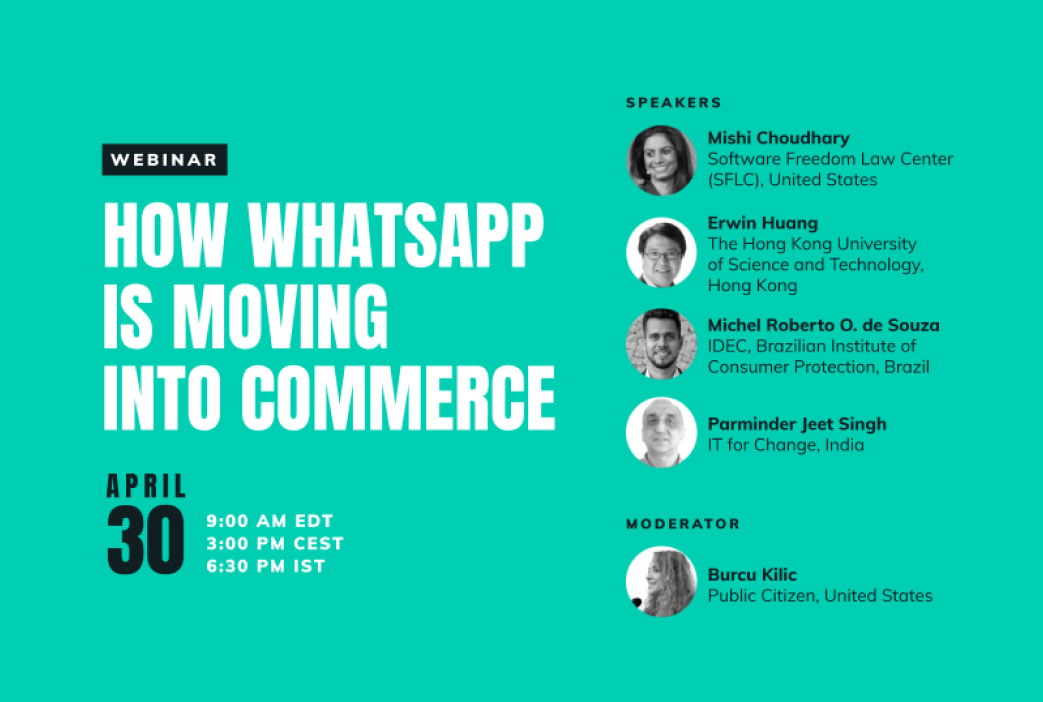 WEBINAR
HOW WHATSAPP
IS MOVING
INTO COMMERCE
APRIL
30
9:00 AM EDT
3:00 PM CEST
6:30 PM IST
SPEAKERS
Mishi Choudhary
Software Freedom Law Center
(SFLC), United States
Erwin Huang
The Hong Kong University
of Science and Technology,
Hong Kong
Michel Roberto O. de Souza
IDEC, Brazilian Institute of
Consumer Protection, Brazil
Parminder Jeet Singh
IT for Change, India
MODERATOR
Burcu Kilic
Public Citizen, United States